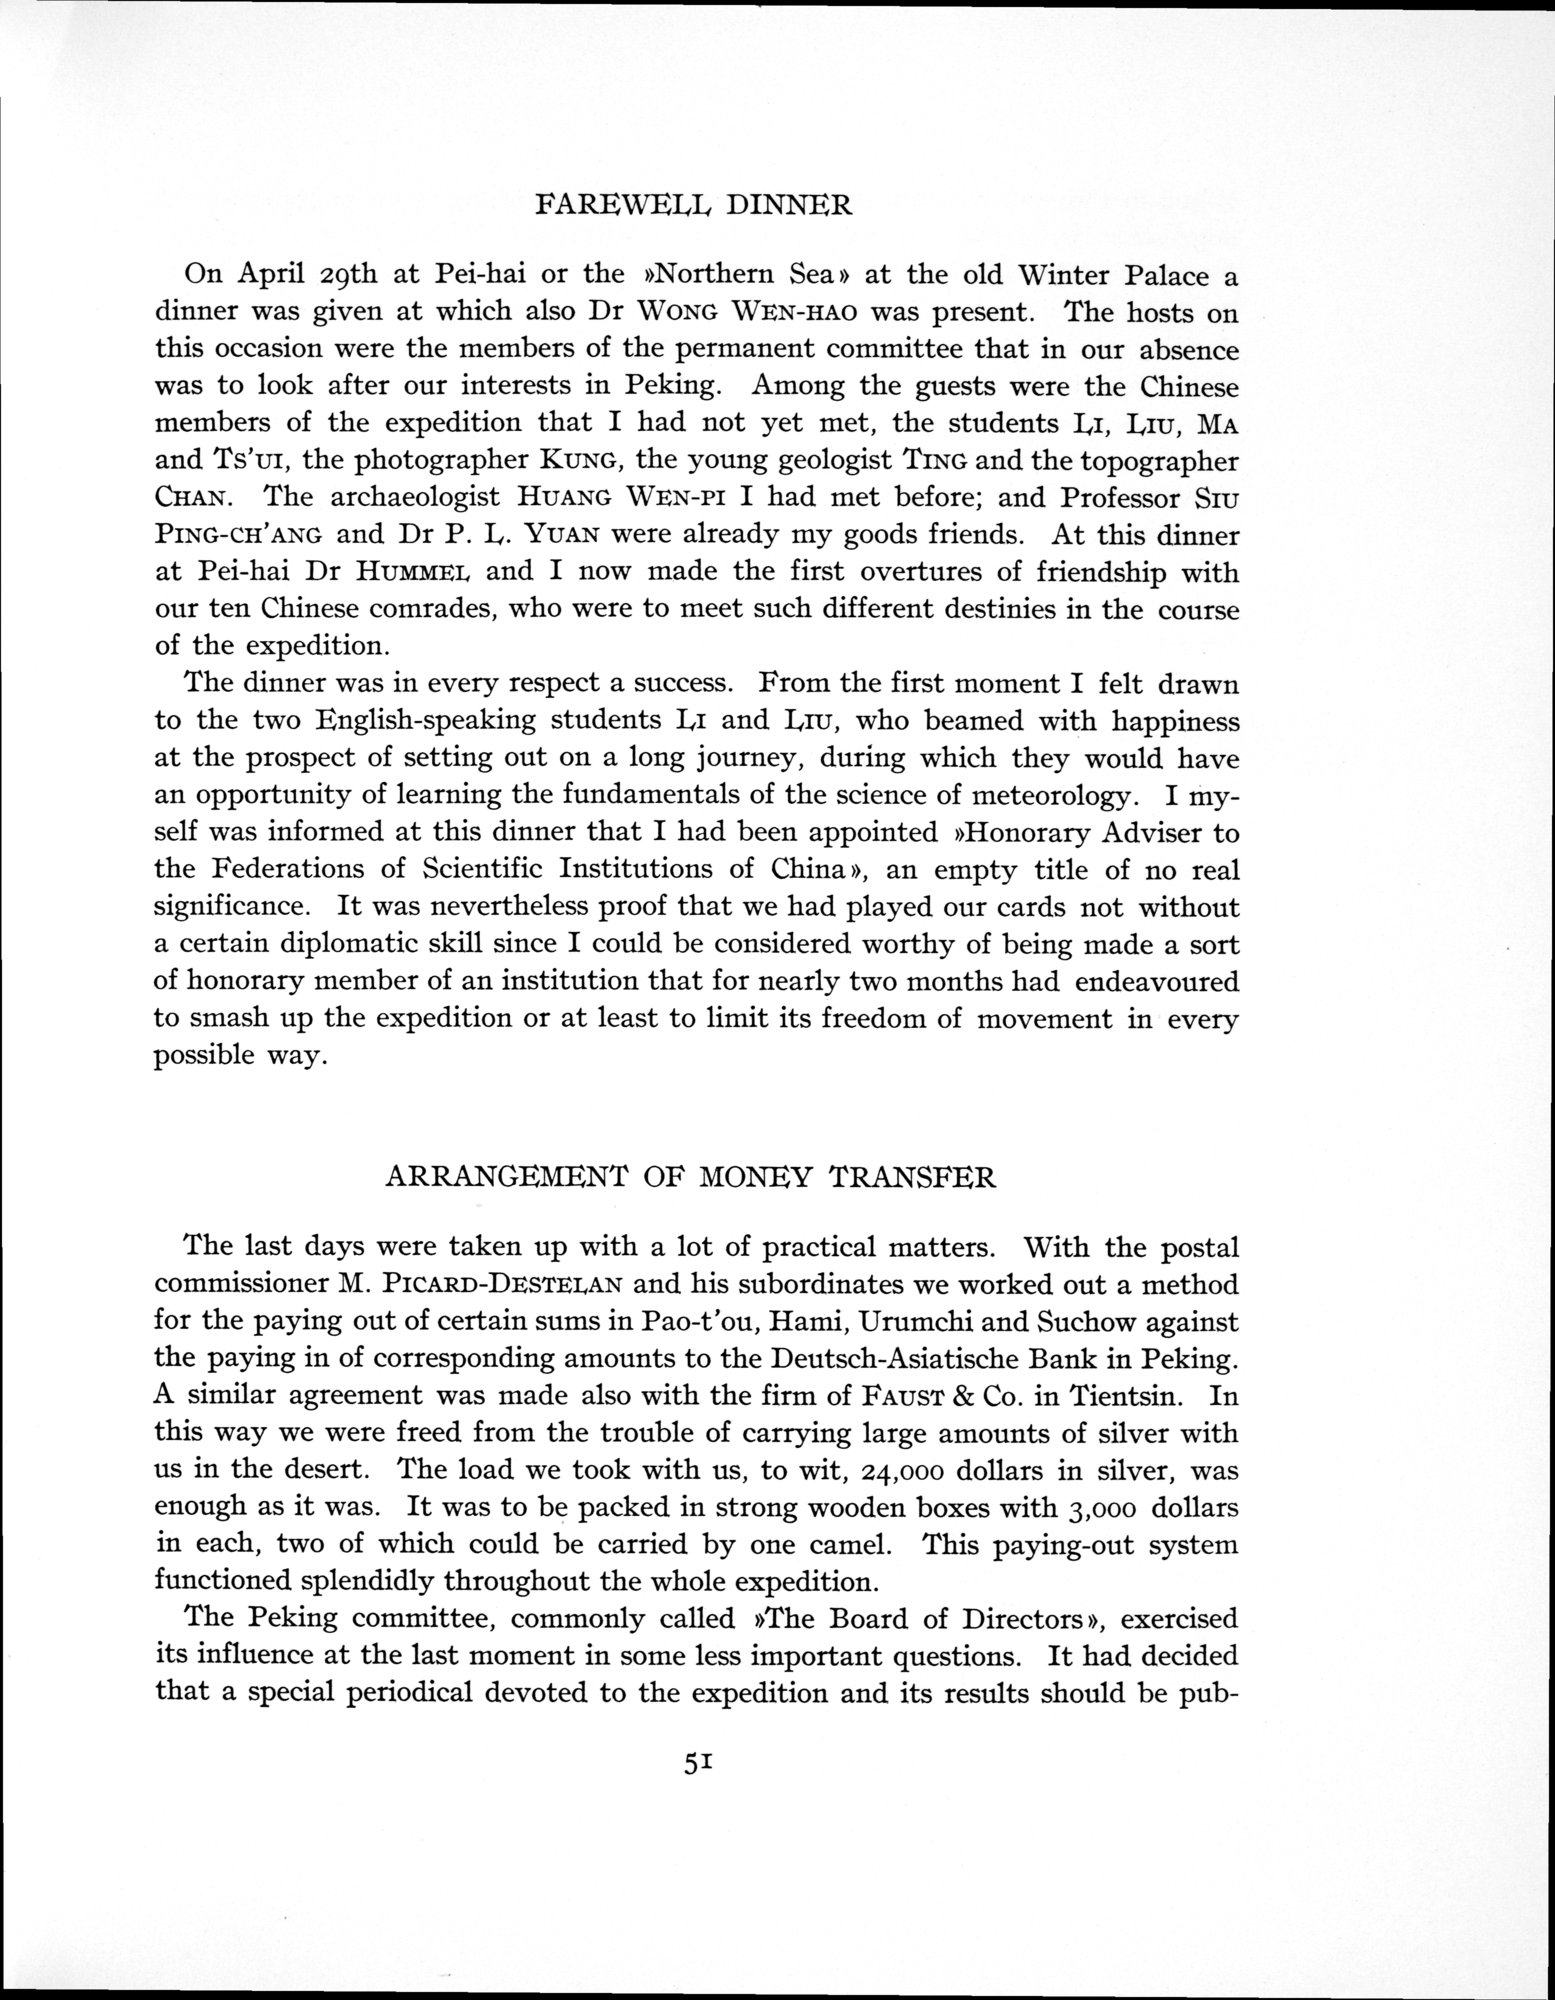 FAREWELL DINNER
On April 29th at Pei-hai or the »Northern Sea» at the old Winter Palace a
dinner was given at which also Dr WONG WEN-HAO was present. The hosts on
this occasion were the members of the permanent committee that in our absence
was to look after our interests in Peking. Among the guests were the Chinese
members of the expedition that I had not yet met, the students LI, LIU, MA
and TS'UI, the photographer KUNG, the young geologist TING and the topographer
CHAN. The archaeologist HUANG WEN-PI I had met before; and Professor SIU
PING-CH'ANG and Dr P. L. YUAN were already my goods friends. At this dinner
at Pei-hai Dr HUMMEL and I now made the first overtures of friendship with
our ten Chinese comrades, who were to meet such different destinies in the course
of the expedition.
The dinner was in every respect a success. From the first moment I felt drawn
to the two English-speaking students LI and LIU, who beamed with happiness
at the prospect of setting out on a long journey, during which they would have
an opportunity of learning the fundamentals of the science of meteorology. I my-
self was informed at this dinner that I had been appointed »Honorary Adviser to
the Federations of Scientific Institutions of China», an empty title of no real
significance. It was nevertheless proof that we had played our cards not without
a certain diplomatic skill since I could be considered worthy of being made a sort
of honorary member of an institution that for nearly two months had endeavoured
to smash up the expedition or at least to limit its freedom of movement in every
possible way.
ARRANGEMENT OF MONEY TRANSFER
The last days were taken up with a lot of practical matters. With the postal
commissioner M. PICARD-DESTELAN and his subordinates we worked out a method
for the paying out of certain sums in Pao-t'ou, Hami, Urumchi and Suchow against
the paying in of corresponding amounts to the Deutsch-Asiatische Bank in Peking.
A similar agreement was made also with the firm of FAUST & Co. in Tientsin. In
this way we were freed from the trouble of carrying large amounts of silver with
us in the desert. The load we took with us, to wit, 24,000 dollars in silver, was
enough as it was. It was to be packed in strong wooden boxes with 3,000 dollars
in each, two of which could be carried by one camel. This paying-out system
functioned splendidly throughout the whole expedition.
The Peking committee, commonly called »The Board of Directors», exercised
its influence at the last moment in some less important questions. It had decided
that a special periodical devoted to the expedition and its results should be pub-
51